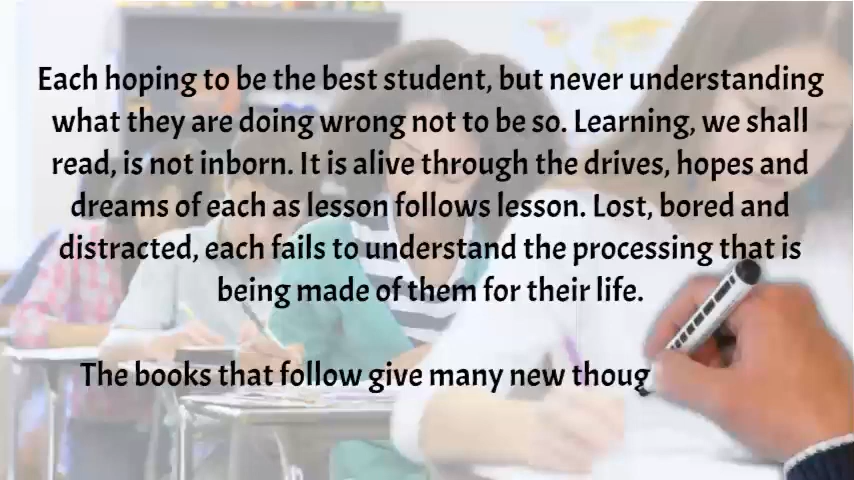 Each hoping to be the best student, but never understanding
what they are doing wrong not to be so. Learning, we shall
read, is not inborn. It is alive through the drives, hopes and
dreams of each as lesson follows lesson. Lost, bored and
distracted, each fails to understand the processing that is
being made of them for their life.
The books that follow give many new thoug